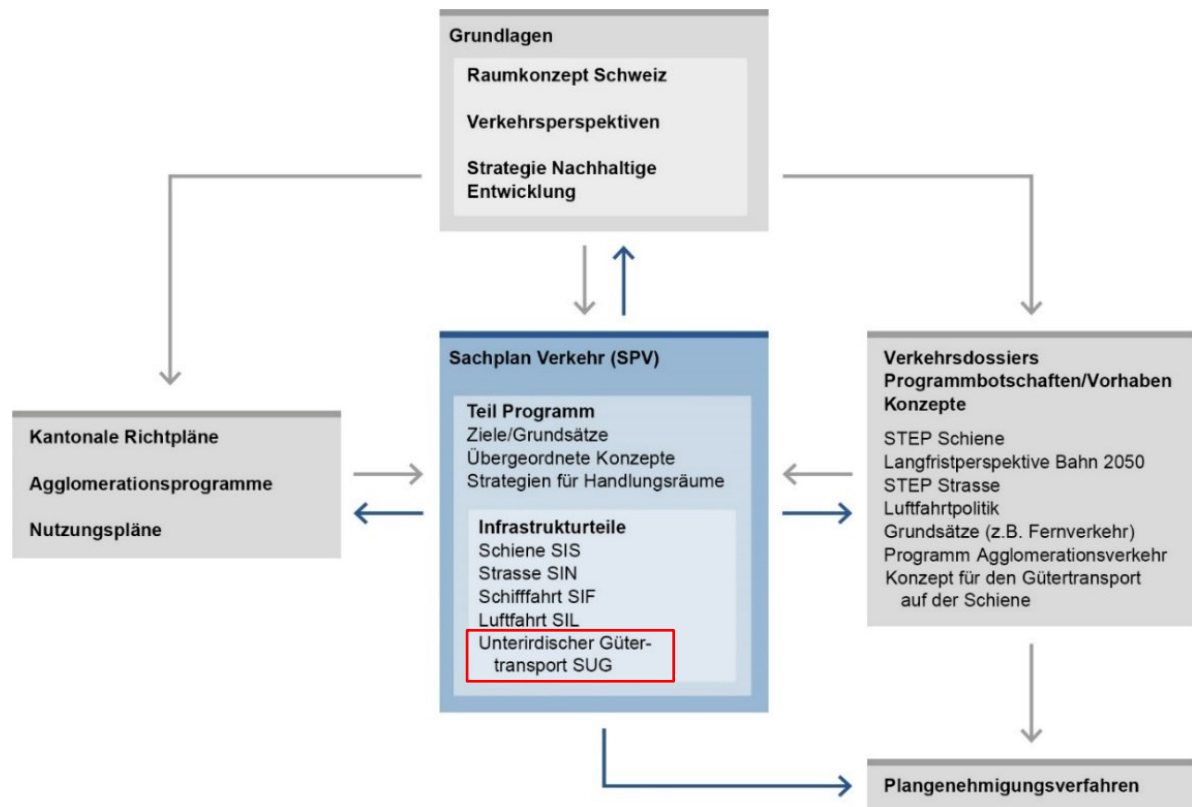 Grundlagen
Raumkonzept Schweiz
Verkehrsperspektiven
Strategie Nachhaltige
Entwicklung
Sachplan Verkehr (SPV)
Teil Programm
Ziele/Grundsätze
Übergeordnete Konzepte
Strategien für Handlungsräume
Infrastrukturteile
Schiene SIS
Strasse SIN
Schifffahrt SIF
Luftfahrt SIL
Unterirdischer Güter-
transport SUG
Kantonale Richtpläne
Agglomerationsprogramme
Nutzungspläne
Verkehrsdossiers
Programmbotschaften/Vorhaben
Konzepte
STEP Schiene
Langfristperspektive Bahn 2050
STEP Strasse
Luftfahrtpolitik
Grundsätze (z.B. Fernverkehr)
Programm Agglomerationsverkehr
Konzept für den Gütertransport
auf der Schiene
Plangenehmigungsverfahren